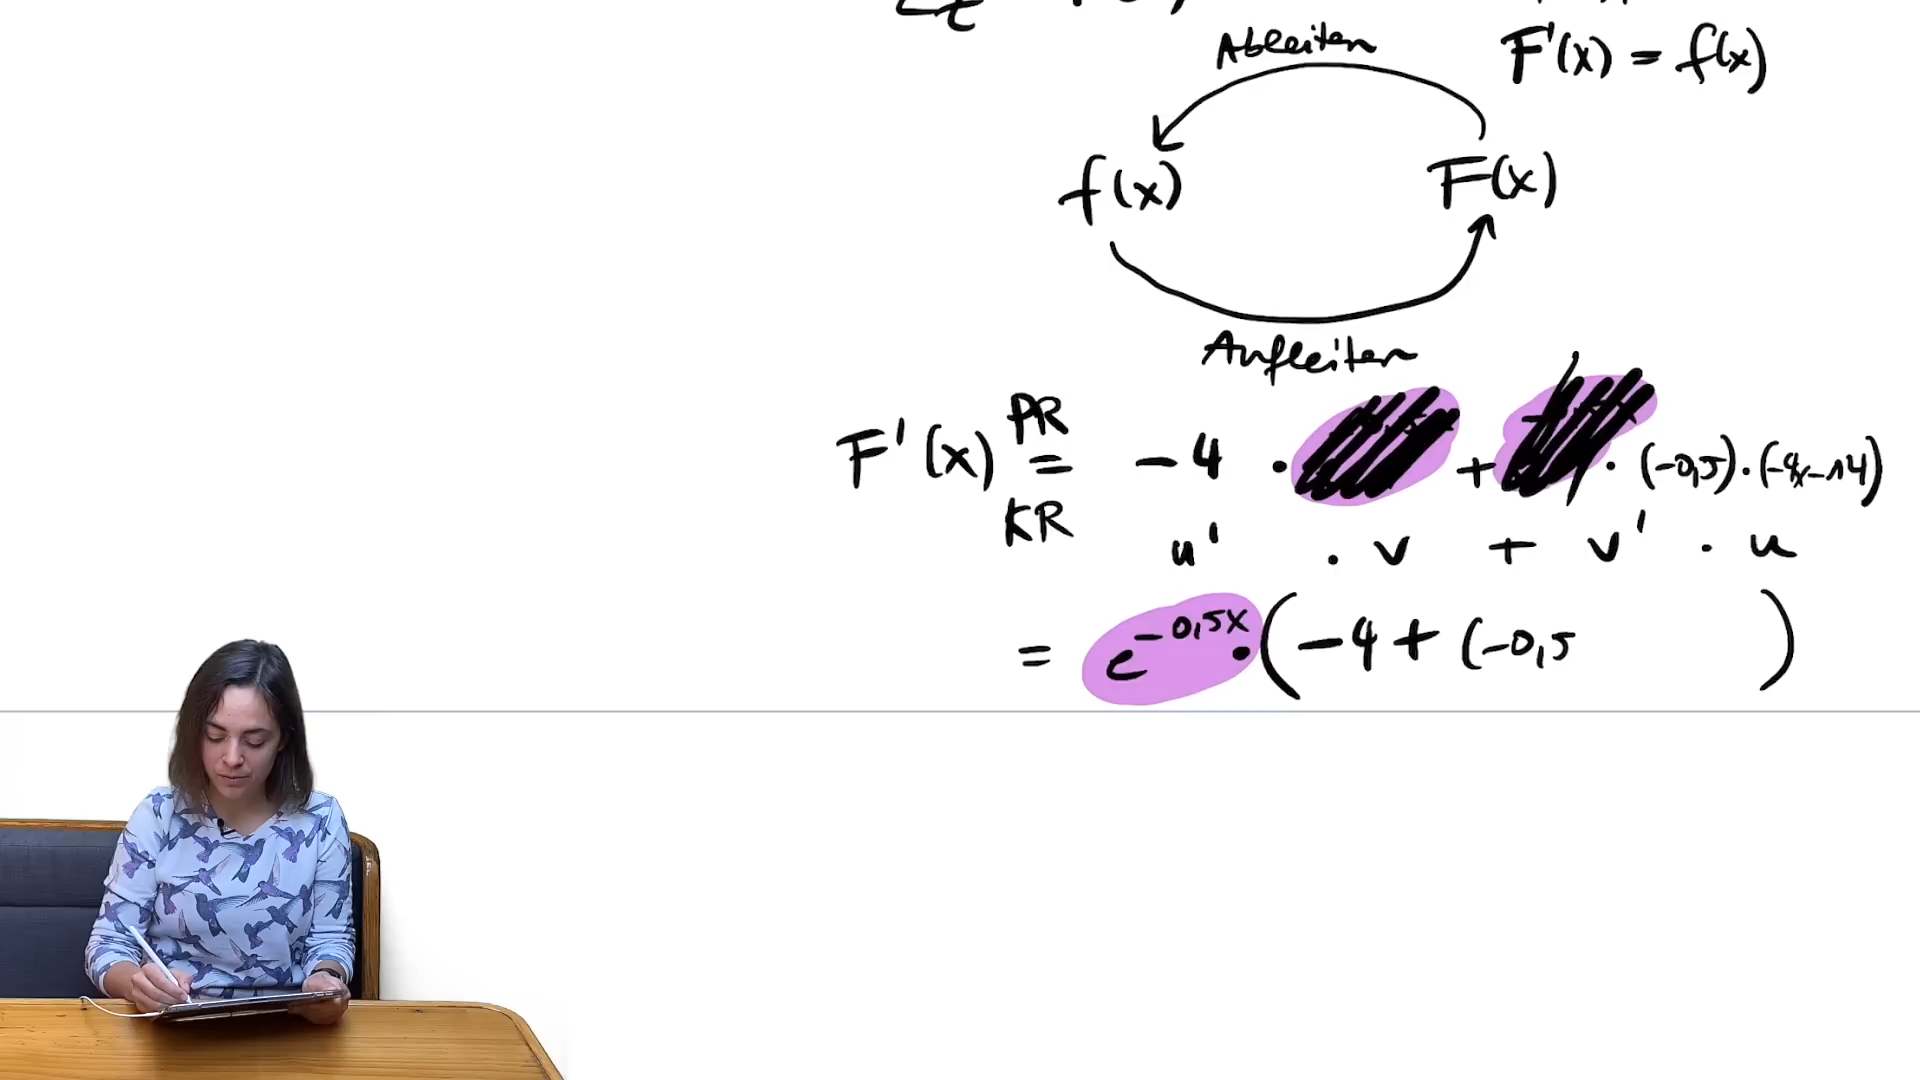 Ableiten
F'(x) = f(x)
f(x) F(x)
Aufleiten
PR
F'(x) = -4 · + · (-0,5) · (-4x-14)
KR
u' · v + v' · u
= e^{-0,5x} · (-4 + (-0,5 )